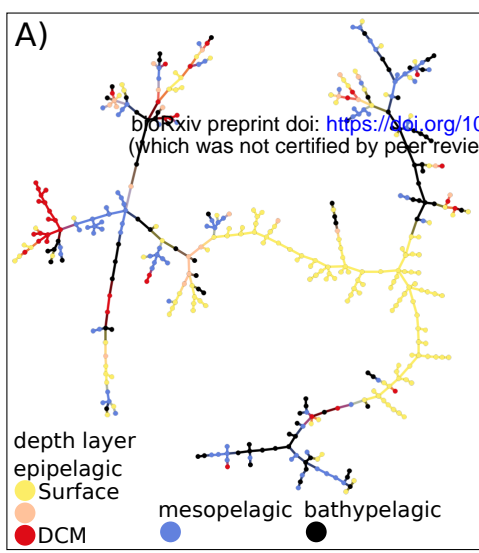 A)
bioRxiv preprint doi: https://doi.org/10
(which was not certified by peer revie
depth layer
epipelagic
Surface
DCM
mesopelagic
bathypelagic